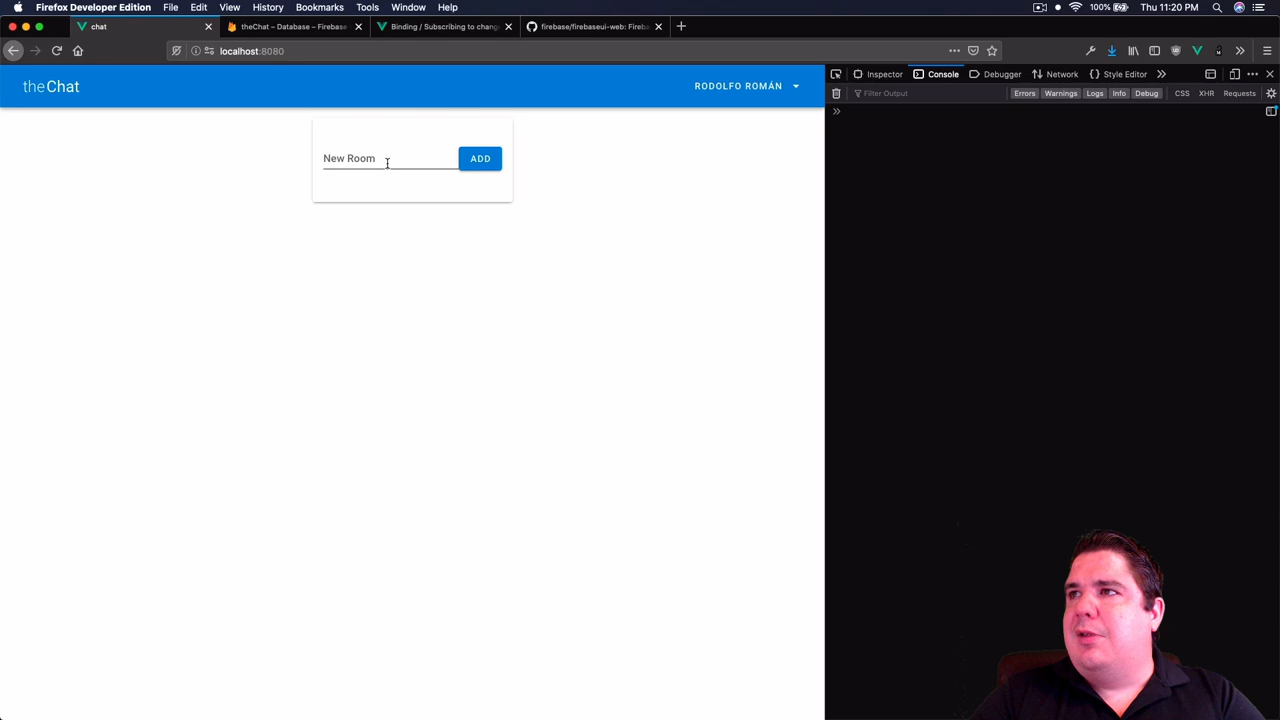 Firefox Developer Edition File Edit View History Bookmarks Tools Window Help 100% Thu 11:20 PM
chat theChat – Database – Firebase Binding / Subscribing to chang firebase/firebaseui-web: Fireb
localhost:8080
theChat RODOLFO ROMÁN
New Room ADD
Inspector Console Debugger Network Style Editor
Filter Output Errors Warnings Logs Info Debug CSS XHR Requests